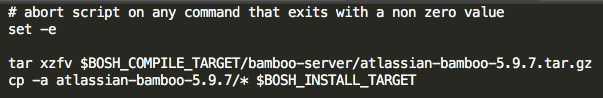 # abort script on any command that exits with a non zero value
set -e

tar xzfv $BOSH_COMPILE_TARGET/bamboo-server/atlassian-bamboo-5.9.7.tar.gz
cp -a atlassian-bamboo-5.9.7/* $BOSH_INSTALL_TARGET